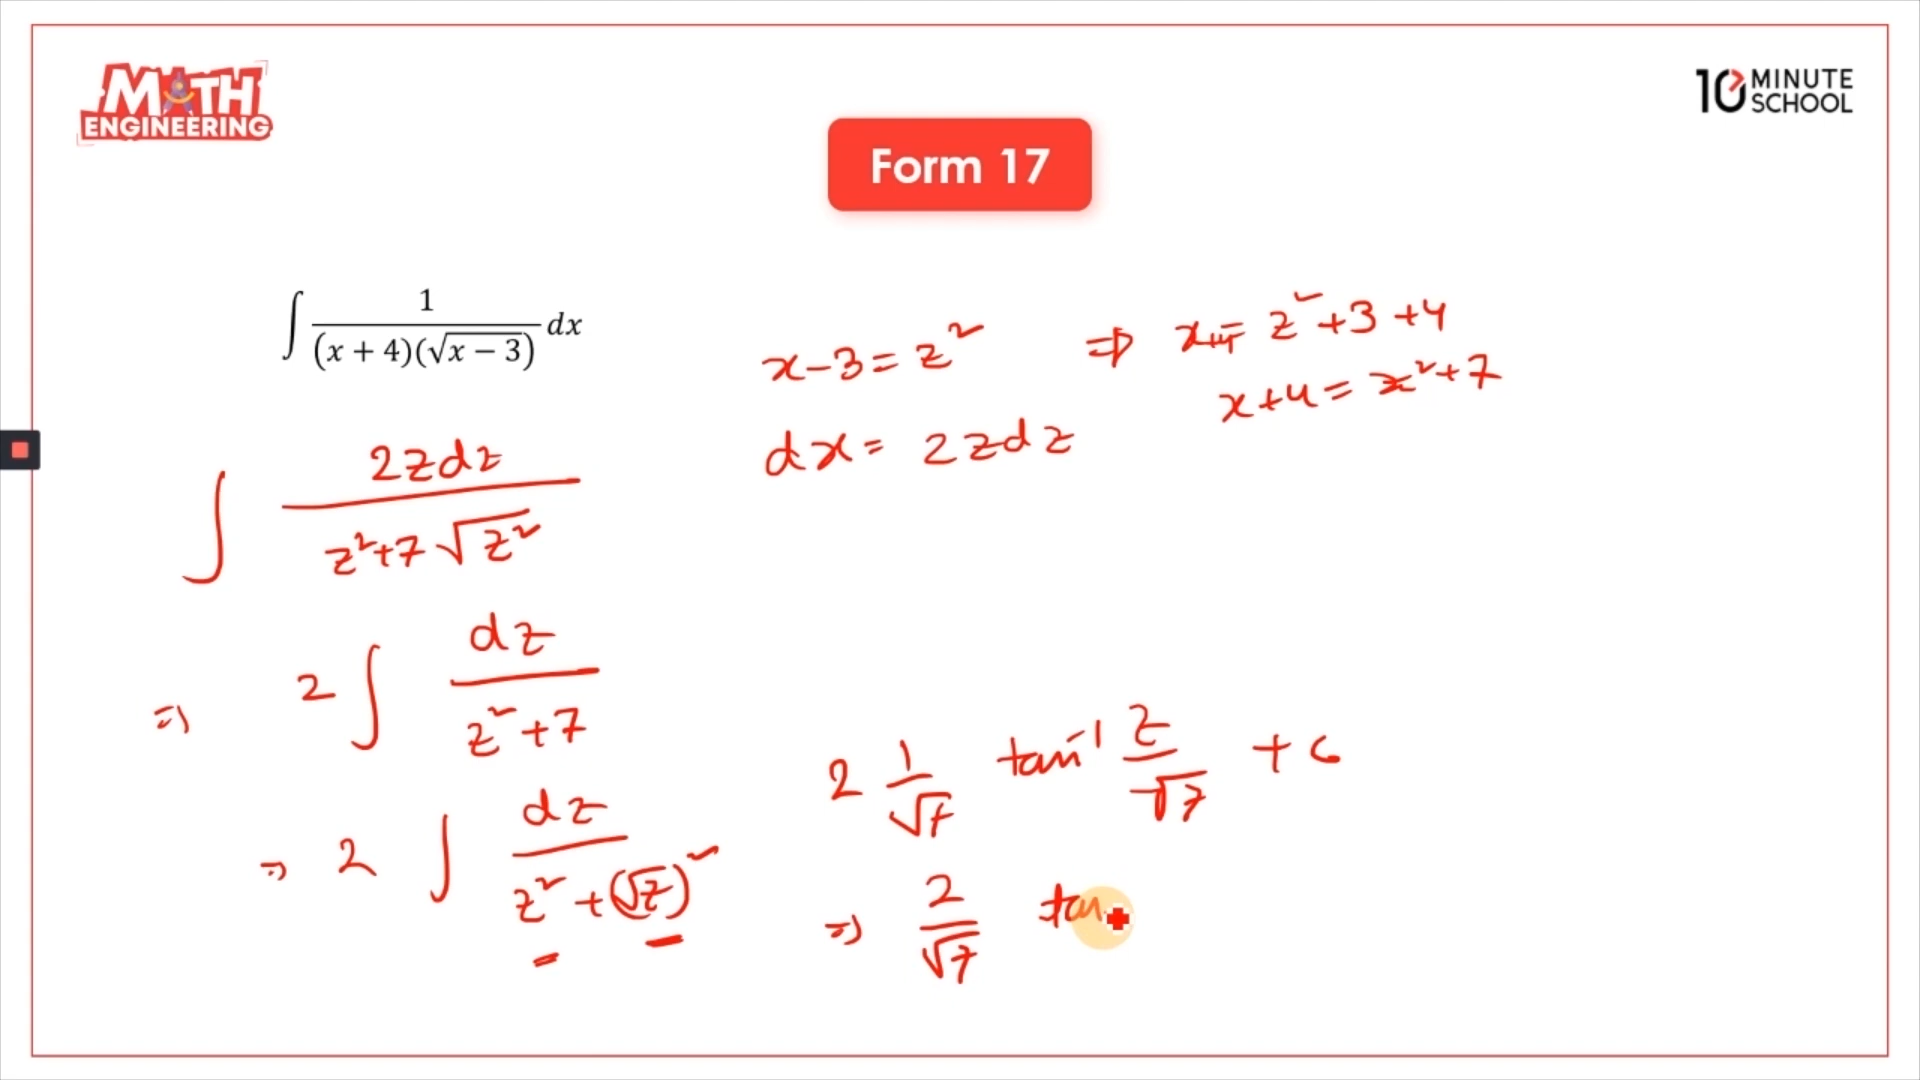 MATH
ENGINEERING
10 MINUTE
SCHOOL
Form 17
∫ 1/((x + 4)(√x − 3)) dx
x-3 = z² ⇒ x+4 = z²+3+4
x+4 = z²+7
dx = 2zdz
∫ 2zdz/(z²+7 √z²)
⇒ 2∫ dz/(z²+7)
2 1/√7 tan⁻¹ z/√7 + c
⇒ 2 ∫ dz/(z² + (√7)²)
⇒ 2/√7 tan